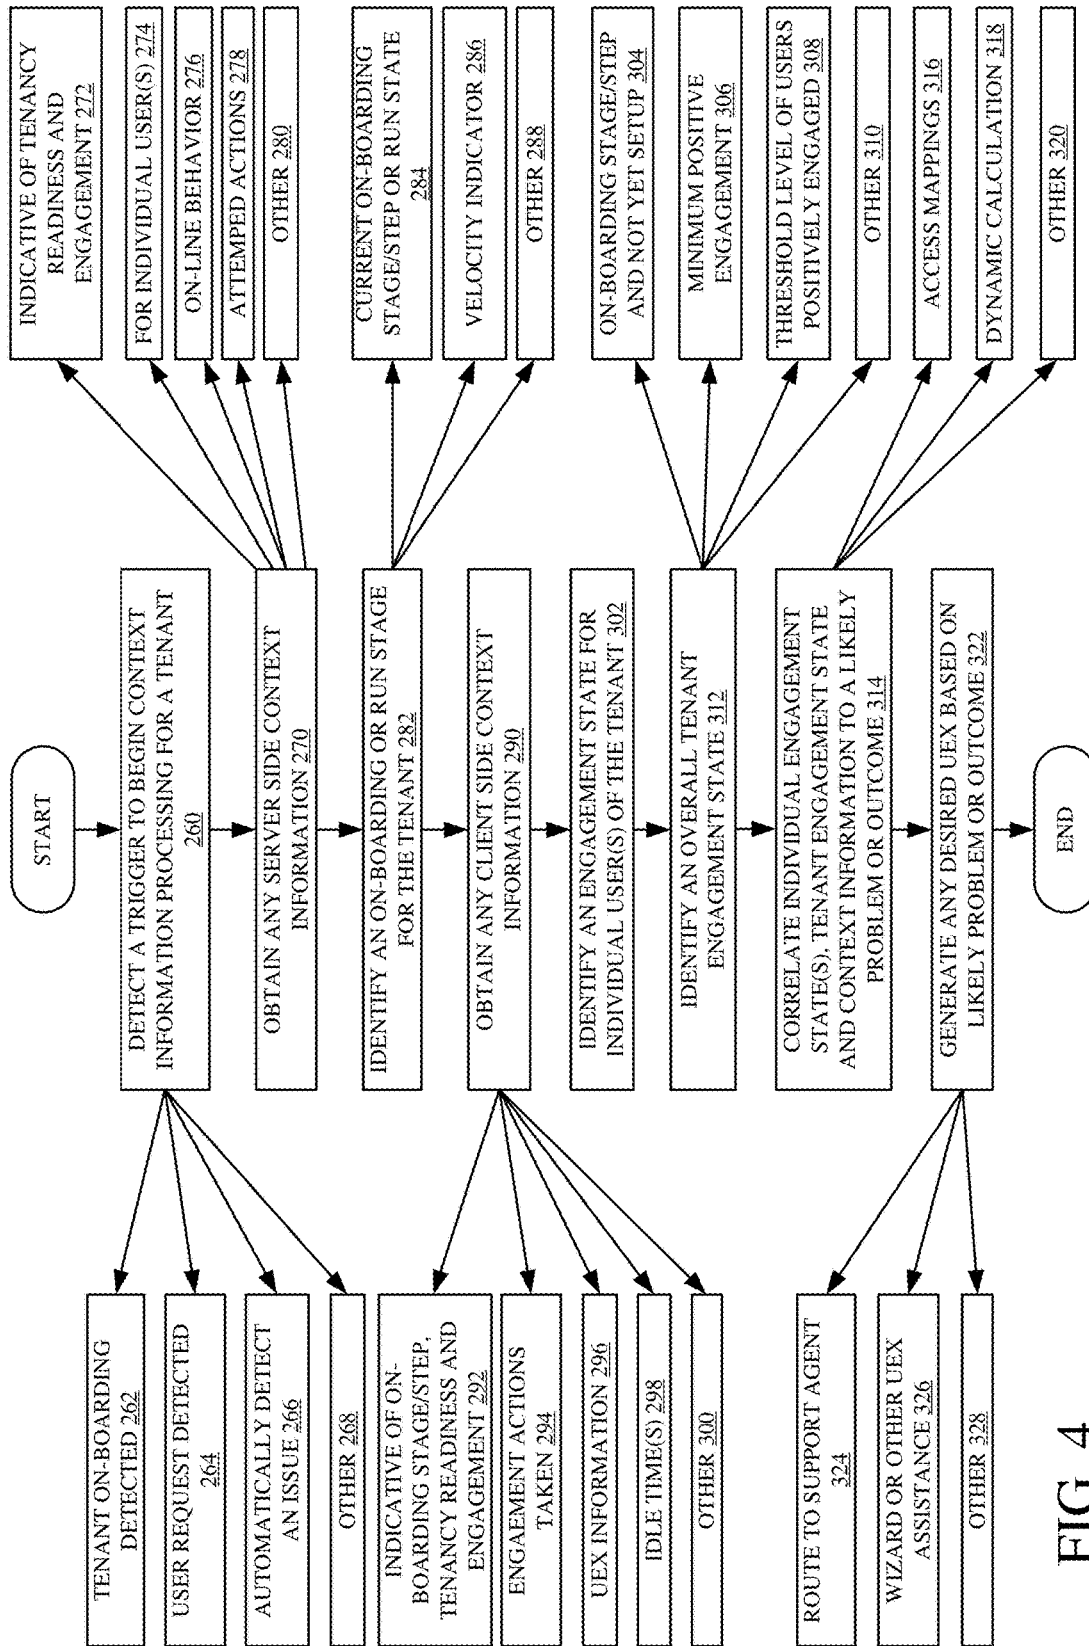 START
DETECT A TRIGGER TO BEGIN CONTEXT
INFORMATION PROCESSING FOR A TENANT
260
TENANT ON-BOARDING
DETECTED 262
USER REQUEST DETECTED
264
AUTOMATICALLY DETECT
AN ISSUE 266
OTHER 268
OBTAIN ANY SERVER SIDE CONTEXT
INFORMATION 270
INDICATIVE OF TENANCY
READINESS AND
ENGAGEMENT 272
FOR INDIVIDUAL USER(S) 274
ON-LINE BEHAVIOR 276
ATTEMPED ACTIONS 278
OTHER 280
IDENTIFY AN ON-BOARDING OR RUN STAGE
FOR THE TENANT 282
CURRENT ON-BOARDING
STAGE/STEP OR RUN STATE
284
VELOCITY INDICATOR 286
OTHER 288
OBTAIN ANY CLIENT SIDE CONTEXT
INFORMATION 290
INDICATIVE OF ON-
BOARDING STAGE/STEP,
TENANCY READINESS AND
ENGAGEMENT 292
ENGAEMENT ACTIONS
TAKEN 294
UEX INFORMATION 296
IDLE TIME(S) 298
OTHER 300
IDENTIFY AN ENGAGEMENT STATE FOR
INDIVIDUAL USER(S) OF THE TENANT 302
IDENTIFY AN OVERALL TENANT
ENGAGEMENT STATE 312
ON-BOARDING STAGE/STEP
AND NOT YET SETUP 304
MINIMUM POSITIVE
ENGAGEMENT 306
THRESHOLD LEVEL OF USERS
POSITIVELY ENGAGED 308
OTHER 310
CORRELATE INDIVIDUAL ENGAGEMENT
STATE(S), TENANT ENGAGEMENT STATE
AND CONTEXT INFORMATION TO A LIKELY
PROBLEM OR OUTCOME 314
ACCESS MAPPINGS 316
DYNAMIC CALCULATION 318
OTHER 320
GENERATE ANY DESIRED UEX BASED ON
LIKELY PROBLEM OR OUTCOME 322
ROUTE TO SUPPORT AGENT
324
WIZARD OR OTHER UEX
ASSISTANCE 326
OTHER 328
END
FIG. 4